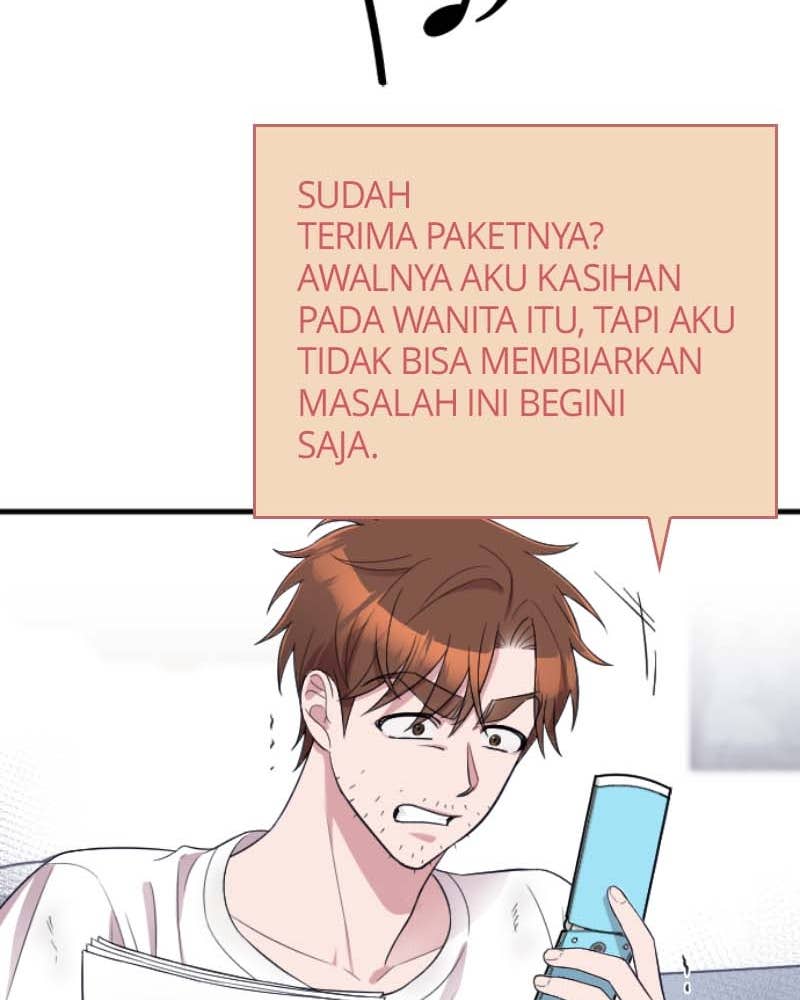 SUDAH
TERIMA PAKETNYA?
AWALNYA AKU KASIHAN
PADA WANITA ITU, TAPI AKU
TIDAK BISA MEMBIARKAN
MASALAH INI BEGINI
SAJA.